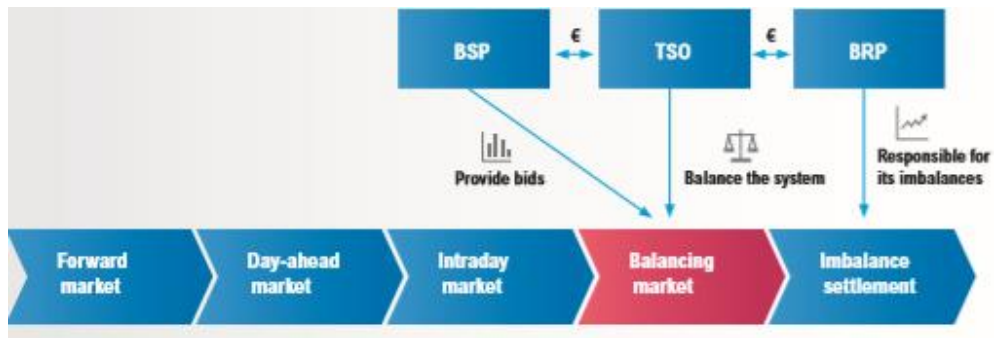 BSP
€
TSO
€
BRP
Provide bids
Balance the system
Responsible for
its imbalances
Forward
market
Day-ahead
market
Intraday
market
Balancing
market
Imbalance
settlement